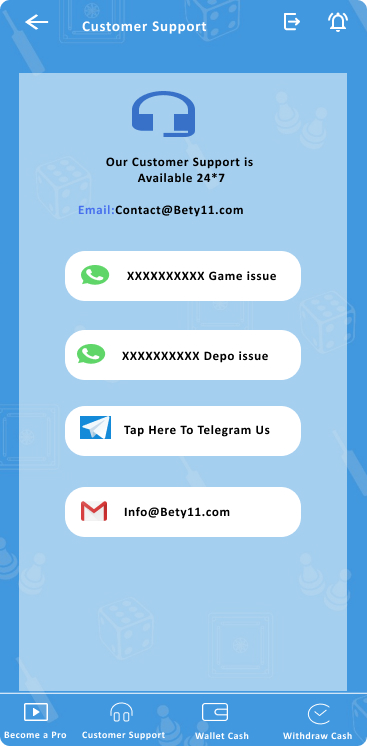 Customer Support
Our Customer Support is
Available 24*7
Email:Contact@Bety11.com
XXXXXXXXXX Game issue
XXXXXXXXXX Depo issue
Tap Here To Telegram Us
Info@Bety11.com
Become a Pro
Customer Support
Wallet Cash
Withdraw Cash